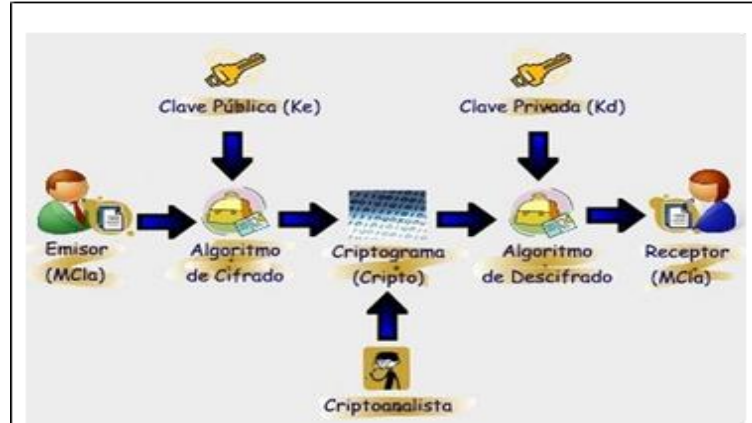 Clave Pública (Ke)
Clave Privada (Kd)
Emisor
(MCla)
Algoritmo
de Cifrado
Criptograma
(Cripto)
Algoritmo
de Descifrado
Receptor
(MCla)
Criptoanalista